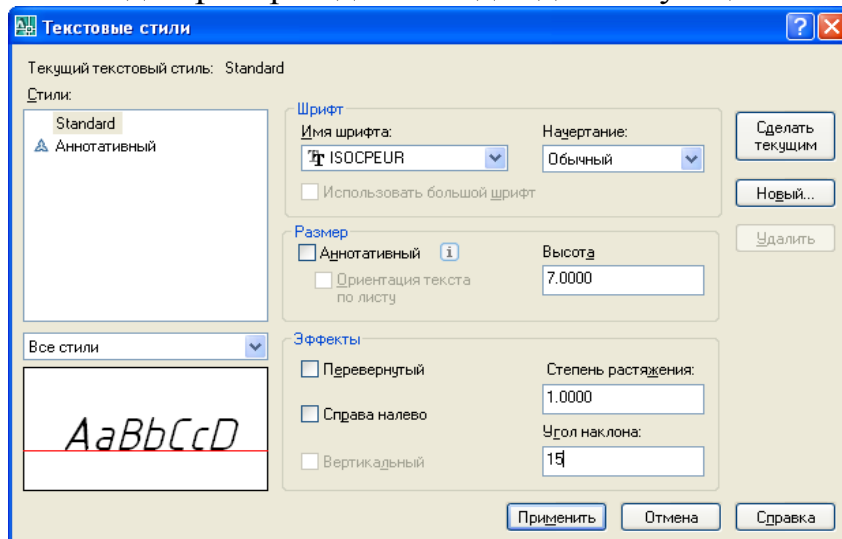 Текстовые стили
Текущий текстовый стиль: Standard
Стили:
Standard
Аннотативный
Все стили
AaBbCcD
Шрифт
Имя шрифта:
ISOCPEUR
Начертание:
Обычный
Использовать большой шрифт
Размер
Аннотативный
Ориентация текста
по листу
Высота
7.0000
Эффекты
Перевернутый
Справа налево
Вертикальный
Степень растяжения:
1.0000
Угол наклона:
15
Сделать
текущим
Новый...
Удалить
Применить
Отмена
Справка